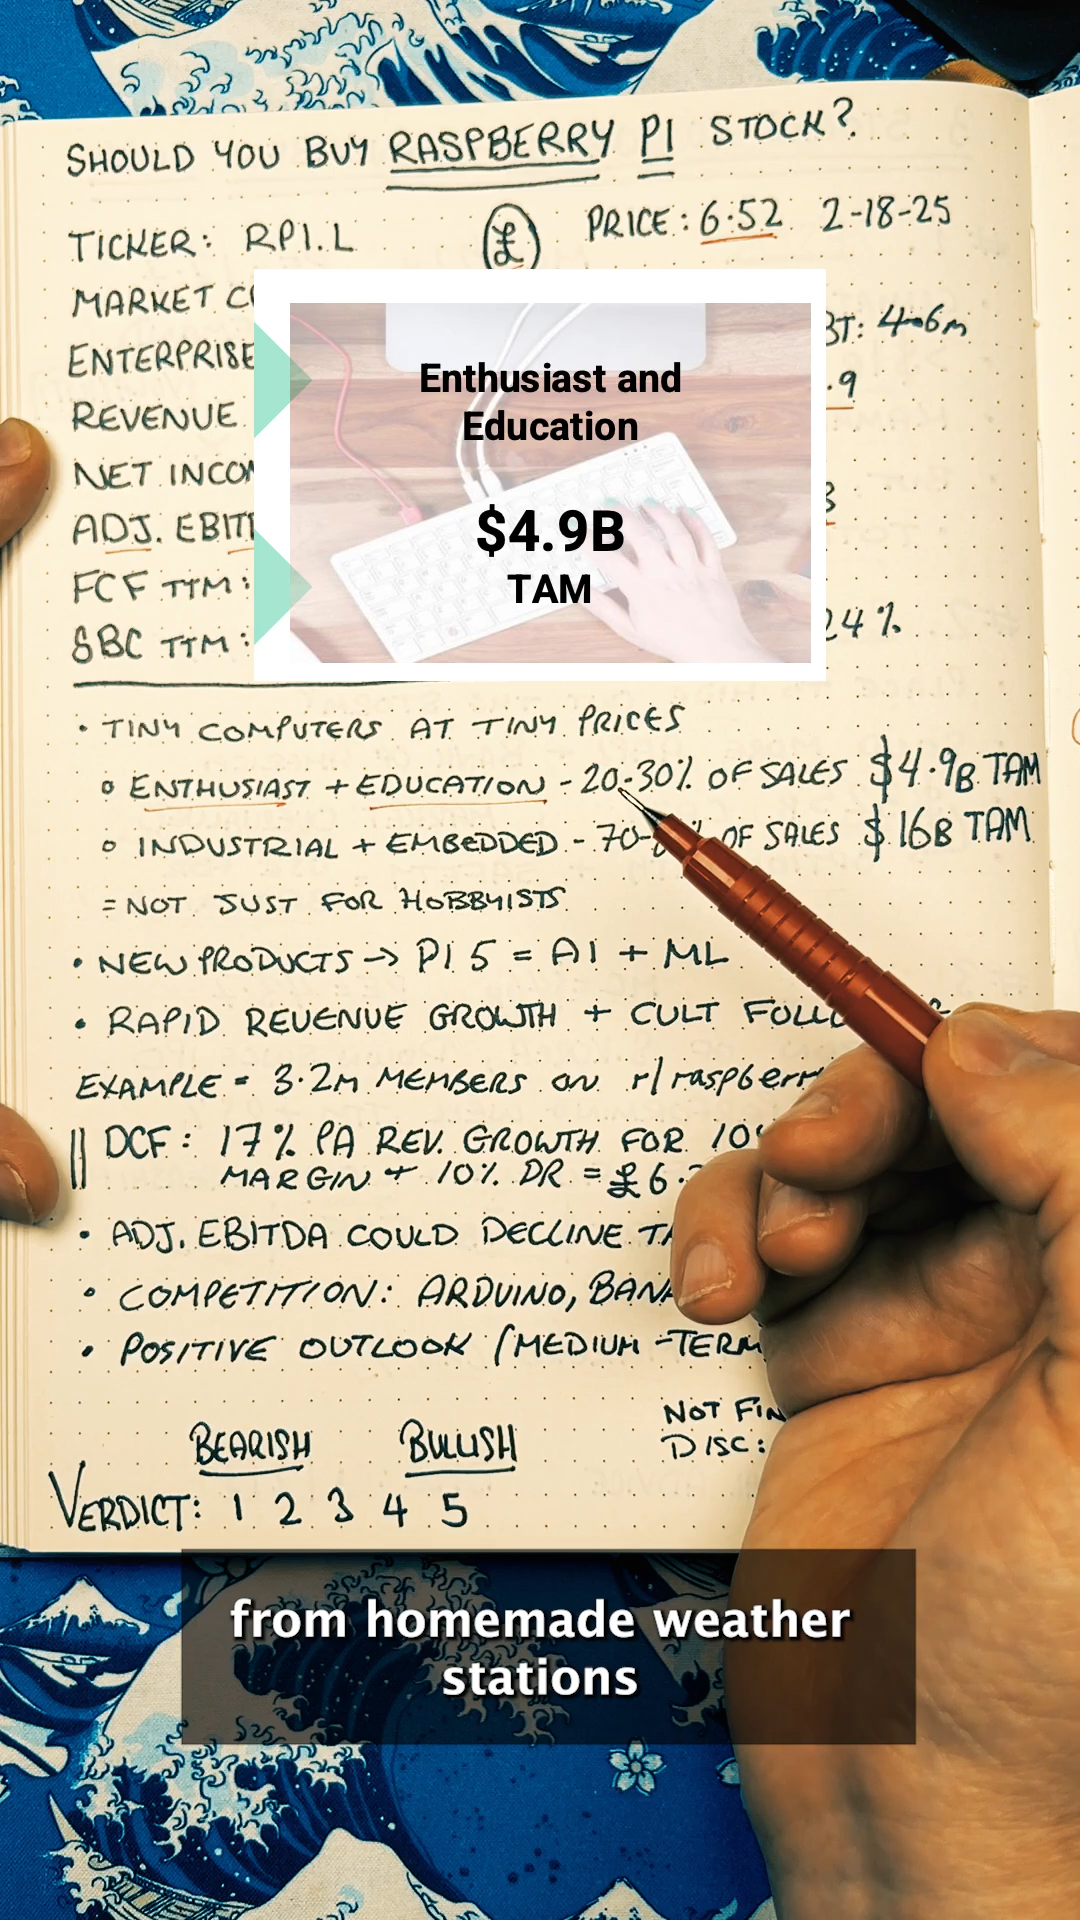 SHOULD YOU BUY RASPBERRY PI STOCK?
TICKER: RPI.L £ PRICE: 6.52 2-18-25
MARKET
ENTERPRISE : 4.6m
REVENUE .9
NET
ADJ.
FCF TTM:
SBC TTM: 24%
Enthusiast and
Education
$4.9B
TAM
• TINY COMPUTERS AT TINY PRICES
ENTHUSIAST + EDUCATION - 20-30% OF SALES $4.9B TAM
INDUSTRIAL + EMBEDDED - 70- % OF SALES $16B TAM
= NOT JUST FOR HOBBYISTS
• NEW PRODUCTS → PI 5 = AI + ML
• RAPID REVENUE GROWTH + CULT
EXAMPLE = 3.2M MEMBERS on
DCF: 17% PA REV. GROWTH FOR
MARGIN + 10% DR = £6.
• ADJ. EBITDA COULD DECLINE
• COMPETITION: ARDUINO,
• POSITIVE OUTLOOK (MEDIUM-TERM
NOT
BEARISH BULLISH DISC:
VERDICT: 1 2 3 4 5
from homemade weather
stations